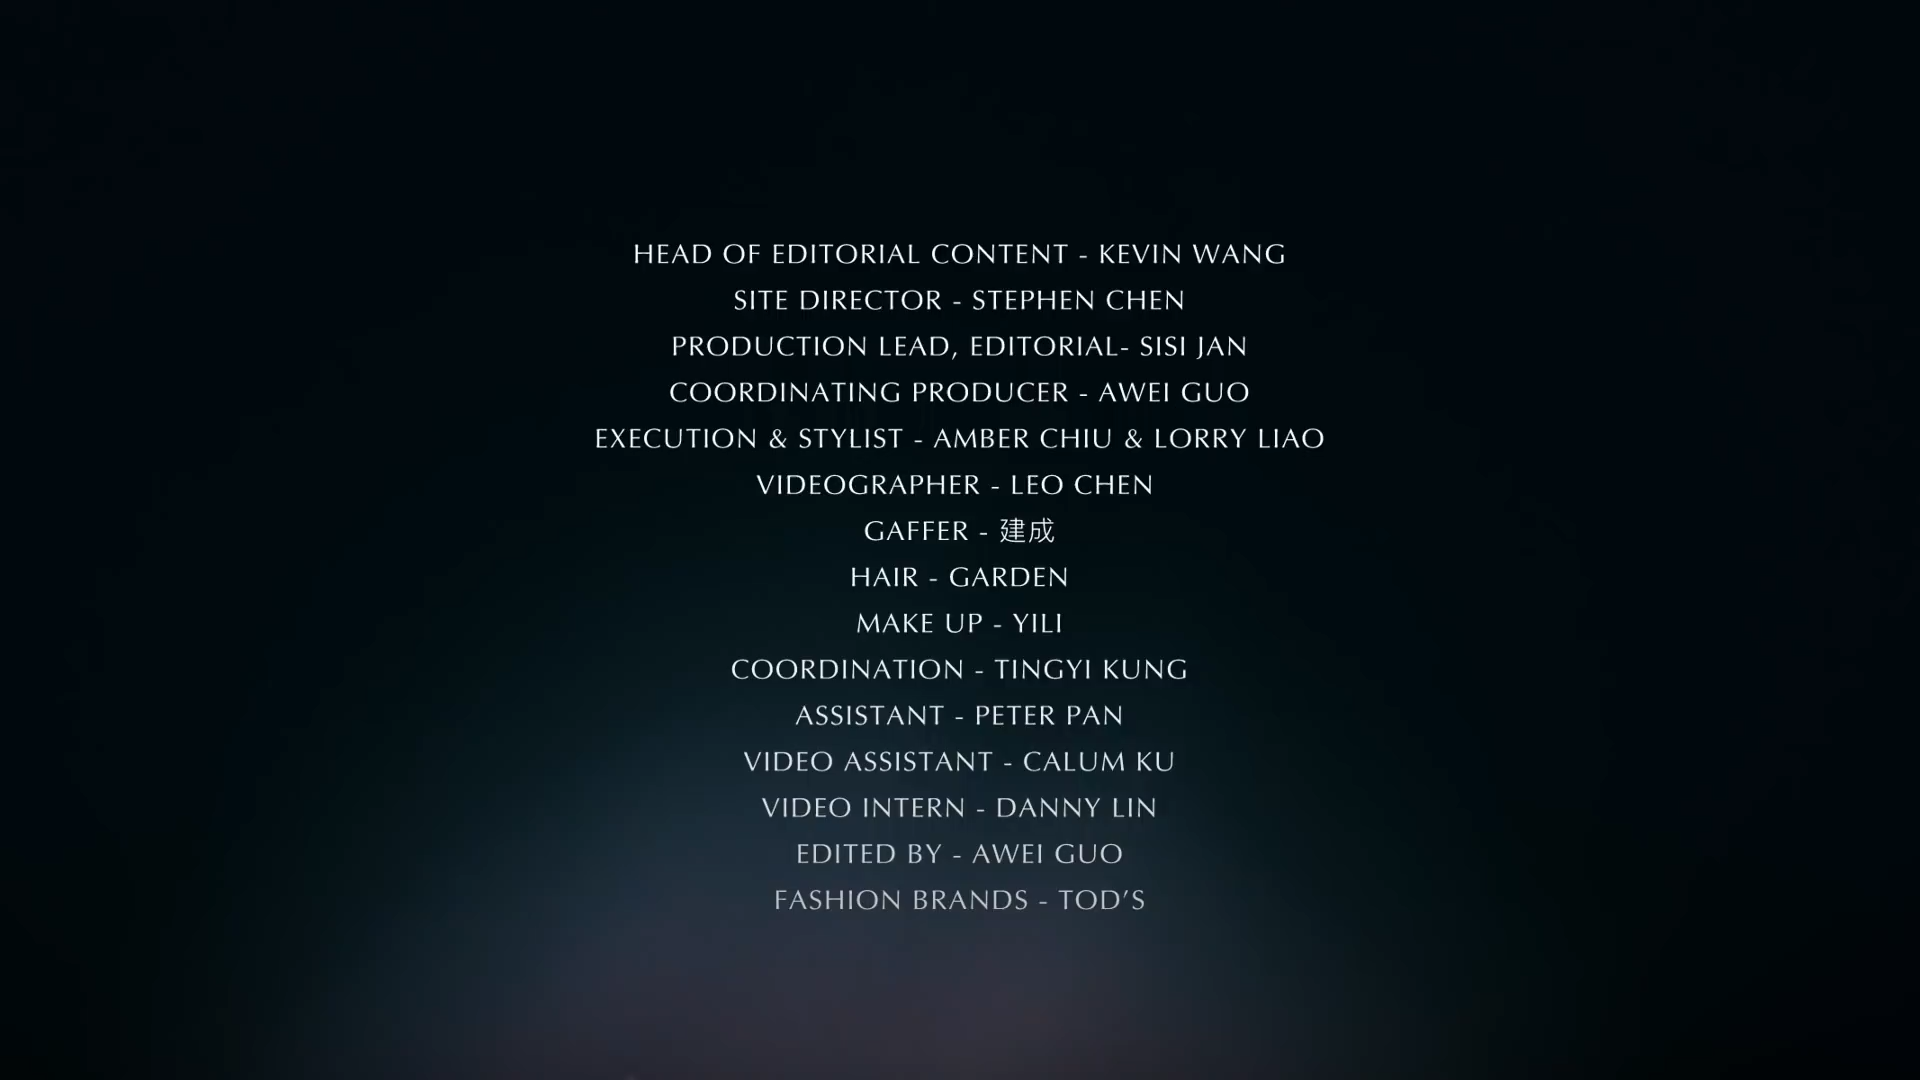 HEAD OF EDITORIAL CONTENT - KEVIN WANG
SITE DIRECTOR - STEPHEN CHEN
PRODUCTION LEAD, EDITORIAL- SISI JAN
COORDINATING PRODUCER - AWEI GUO
EXECUTION & STYLIST - AMBER CHIU & LORRY LIAO
VIDEOGRAPHER - LEO CHEN
GAFFER - 建成
HAIR - GARDEN
MAKE UP - YILI
COORDINATION - TINGYI KUNG
ASSISTANT - PETER PAN
VIDEO ASSISTANT - CALUM KU
VIDEO INTERN - DANNY LIN
EDITED BY - AWEI GUO
FASHION BRANDS - TOD’S